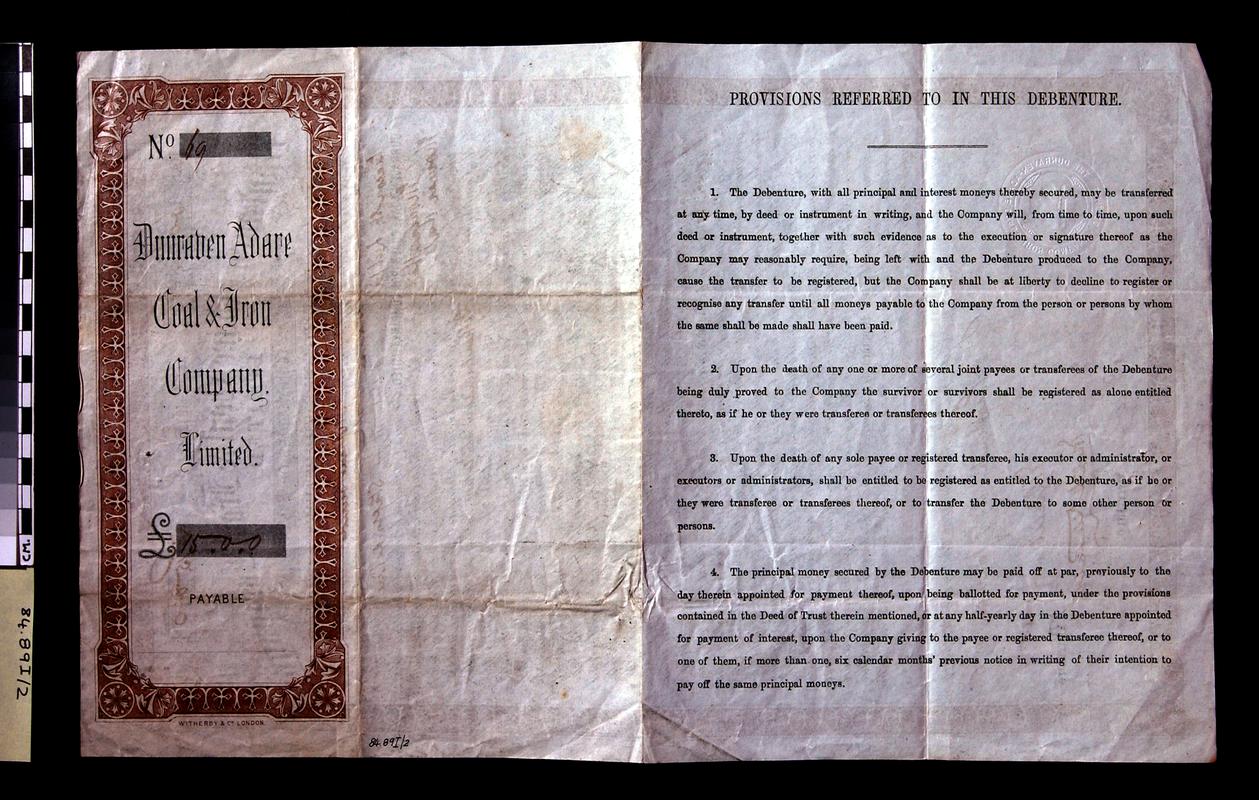 No. 69
Dunraven Adare
Coal & Iron
Company.
Limited.
£ 15.0.0
PAYABLE
WITHERBY & Co. LONDON.
84.89I/2
PROVISIONS REFERRED TO IN THIS DEBENTURE.
1. The Debenture, with all principal and interest moneys thereby secured, may be transferred
at any time, by deed or instrument in writing, and the Company will, from time to time, upon such
deed or instrument, together with such evidence as to the execution or signature thereof as the
Company may reasonably require, being left with and the Debenture produced to the Company,
cause the transfer to be registered, but the Company shall be at liberty to decline to register or
recognise any transfer until all moneys payable to the Company from the person or persons by whom
the same shall be made shall have been paid.
2. Upon the death of any one or more of several joint payees or transferees of the Debenture
being duly proved to the Company the survivor or survivors shall be registered as alone entitled
thereto, as if he or they were transferee or transferees thereof.
3. Upon the death of any sole payee or registered transferee, his executor or administrator, or
executors or administrators, shall be entitled to be registered as entitled to the Debenture, as if he or
they were transferee or transferees thereof, or to transfer the Debenture to some other person or
persons.
4. The principal money secured by the Debenture may be paid off at par, previously to the
day therein appointed for payment thereof, upon being ballotted for payment, under the provisions
contained in the Deed of Trust therein mentioned, or at any half-yearly day in the Debenture appointed
for payment of interest, upon the Company giving to the payee or registered transferee thereof, or to
one of them, if more than one, six calendar months' previous notice in writing of their intention to
pay off the same principal moneys.
CM.
84.89I/2